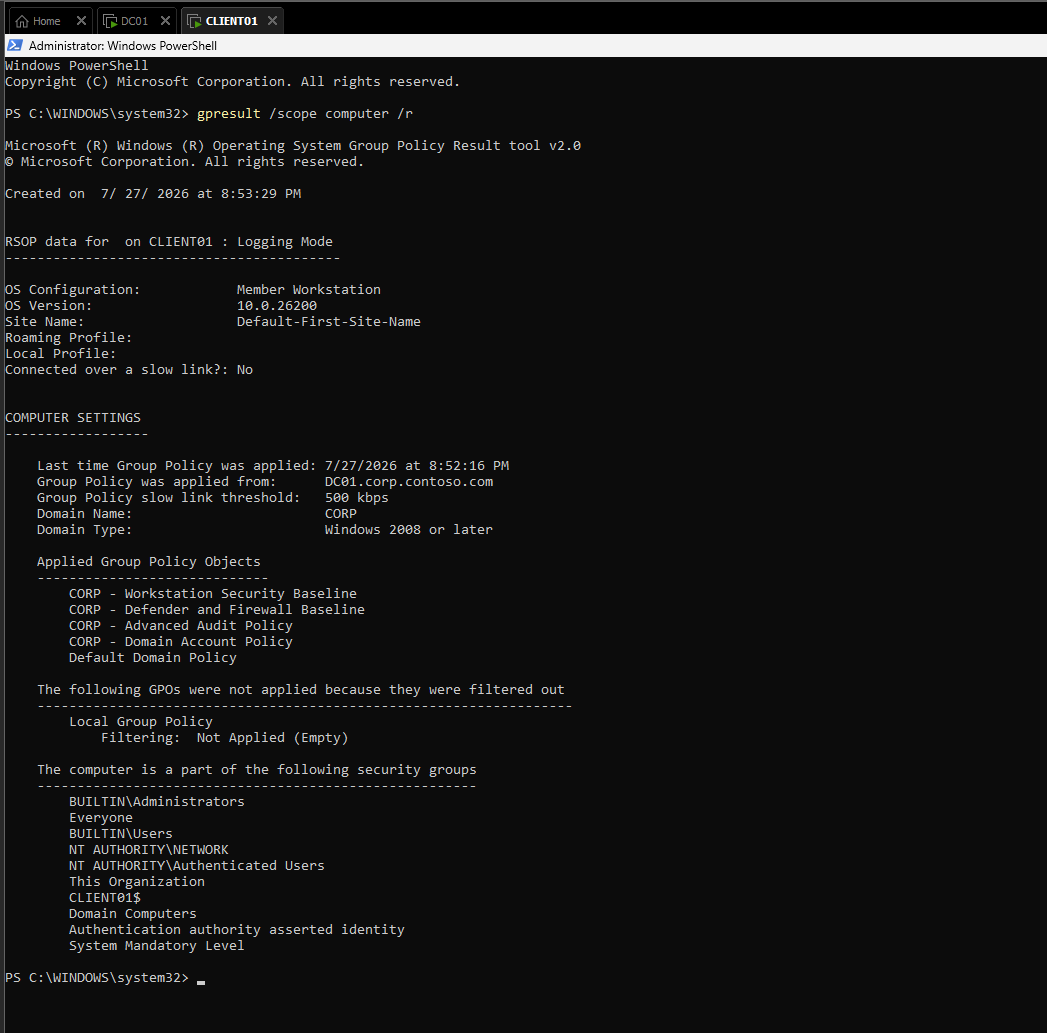 Home DC01 CLIENT01
Administrator: Windows PowerShell
Windows PowerShell
Copyright (C) Microsoft Corporation. All rights reserved.
PS C:\WINDOWS\system32> gpresult /scope computer /r
Microsoft (R) Windows (R) Operating System Group Policy Result tool v2.0
© Microsoft Corporation. All rights reserved.
Created on  7/ 27/ 2026 at 8:53:29 PM
RSOP data for  on CLIENT01 : Logging Mode
------------------------------------------
OS Configuration:            Member Workstation
OS Version:                  10.0.26200
Site Name:                   Default-First-Site-Name
Roaming Profile:
Local Profile:
Connected over a slow link?: No
COMPUTER SETTINGS
------------------
    Last time Group Policy was applied: 7/27/2026 at 8:52:16 PM
    Group Policy was applied from:      DC01.corp.contoso.com
    Group Policy slow link threshold:   500 kbps
    Domain Name:                        CORP
    Domain Type:                        Windows 2008 or later
    Applied Group Policy Objects
    -----------------------------
        CORP - Workstation Security Baseline
        CORP - Defender and Firewall Baseline
        CORP - Advanced Audit Policy
        CORP - Domain Account Policy
        Default Domain Policy
    The following GPOs were not applied because they were filtered out
    -------------------------------------------------------------------
        Local Group Policy
            Filtering:  Not Applied (Empty)
    The computer is a part of the following security groups
    -------------------------------------------------------
        BUILTIN\Administrators
        Everyone
        BUILTIN\Users
        NT AUTHORITY\NETWORK
        NT AUTHORITY\Authenticated Users
        This Organization
        CLIENT01$
        Domain Computers
        Authentication authority asserted identity
        System Mandatory Level
PS C:\WINDOWS\system32>